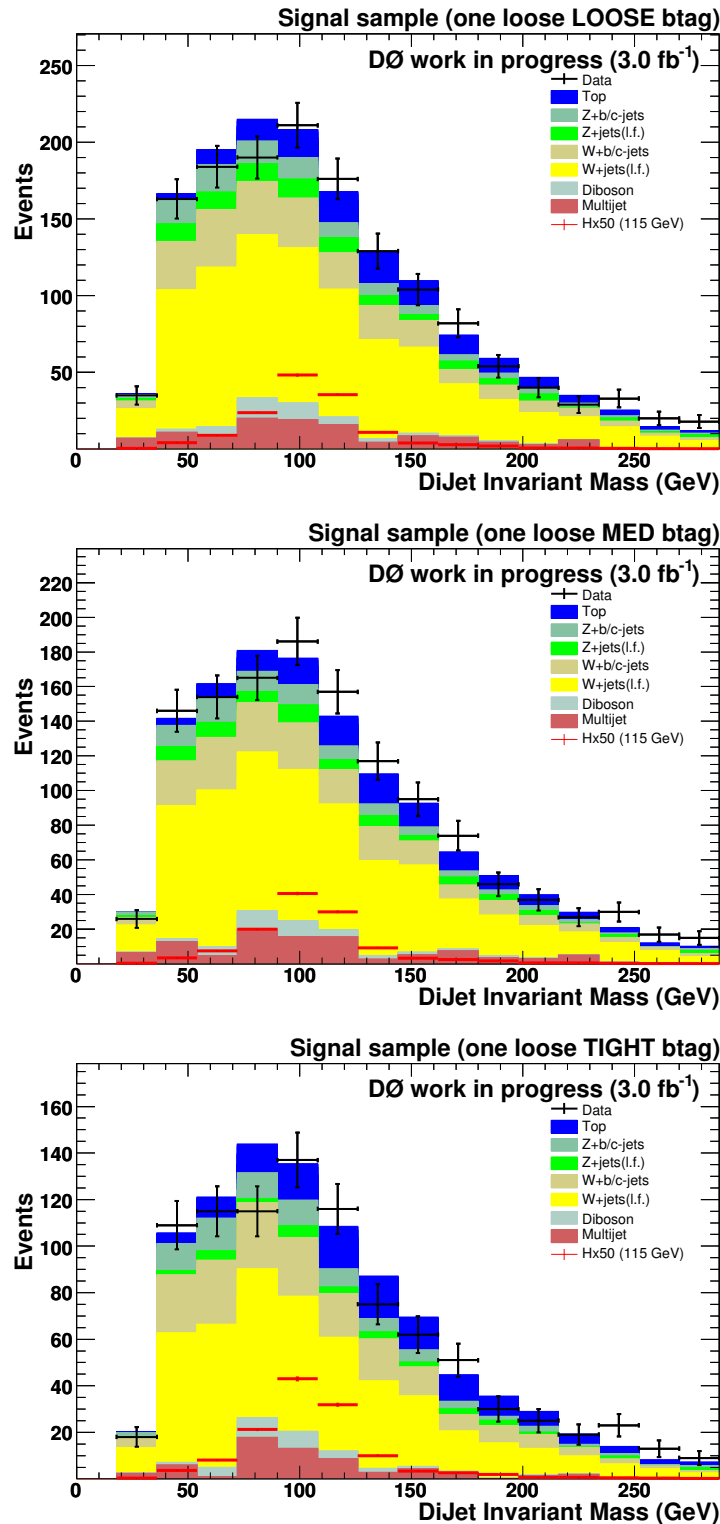 Signal sample (one loose LOOSE btag)
DØ work in progress (3.0 fb-1)
Data
Top
Z+b/c-jets
Z+jets(l.f.)
W+b/c-jets
W+jets(l.f.)
Diboson
Multijet
Hx50 (115 GeV)
Events
250
200
150
100
50
0 50 100 150 200 250
DiJet Invariant Mass (GeV)
Signal sample (one loose MED btag)
DØ work in progress (3.0 fb-1)
Data
Top
Z+b/c-jets
Z+jets(l.f.)
W+b/c-jets
W+jets(l.f.)
Diboson
Multijet
Hx50 (115 GeV)
Events
220
200
180
160
140
120
100
80
60
40
20
0 50 100 150 200 250
DiJet Invariant Mass (GeV)
Signal sample (one loose TIGHT btag)
DØ work in progress (3.0 fb-1)
Data
Top
Z+b/c-jets
Z+jets(l.f.)
W+b/c-jets
W+jets(l.f.)
Diboson
Multijet
Hx50 (115 GeV)
Events
160
140
120
100
80
60
40
20
0 50 100 150 200 250
DiJet Invariant Mass (GeV)